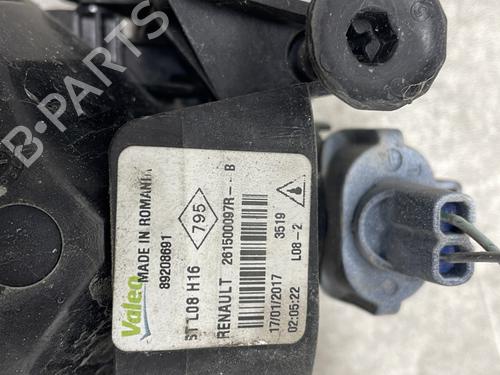 B-PARTS
Valeo
MADE IN ROMANIA
89208691
ST L08 H16
795
RENAULT 261500097R-- B
17/01/2017 3519
02:05:22 L08-2